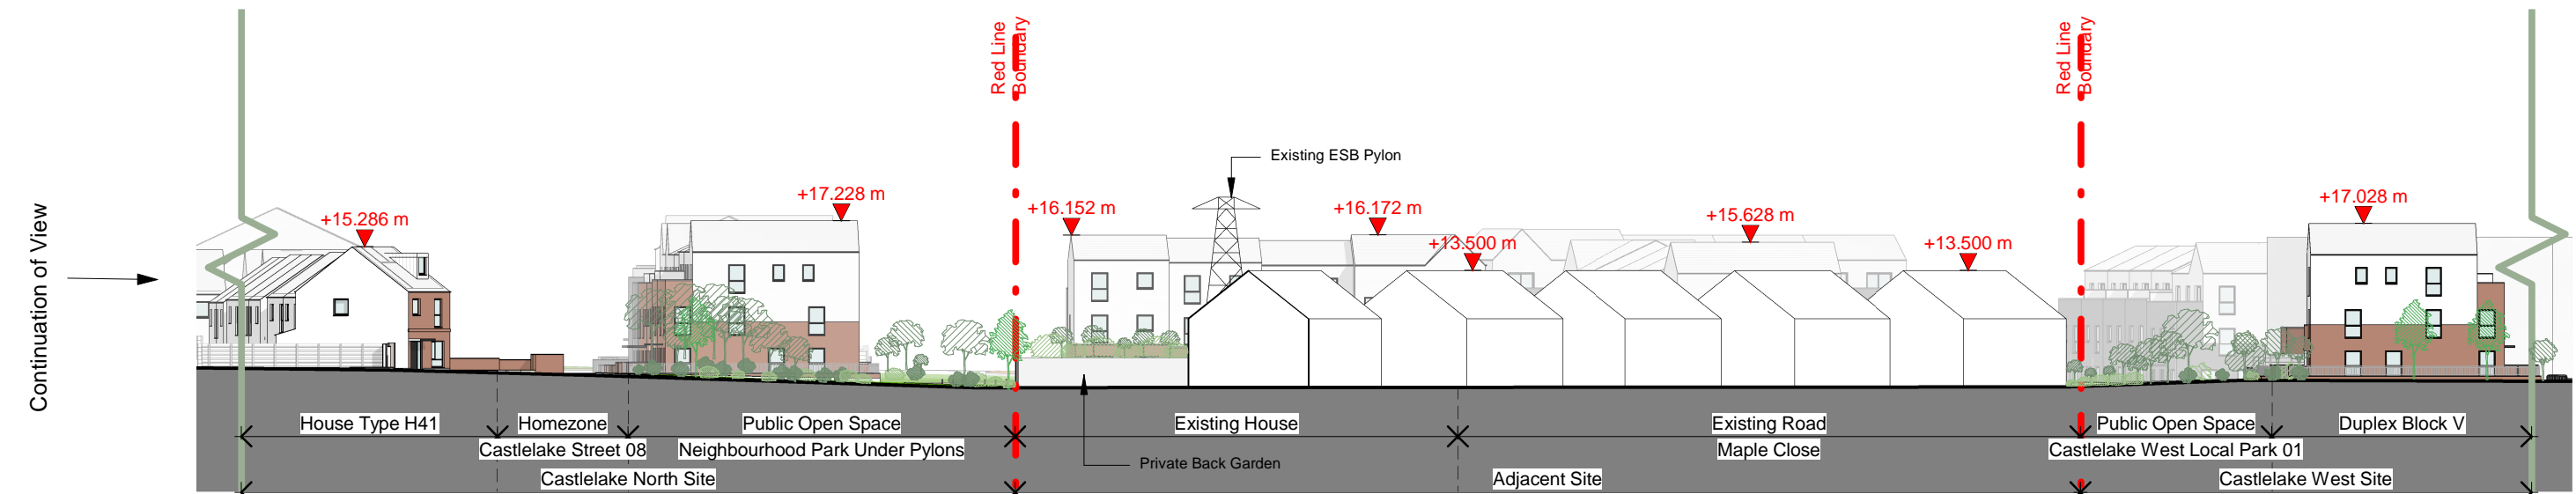 Continuation of View
Red Line
Boundary
Red Line
Boundary
Existing ESB Pylon
+15.286 m
+17.228 m
+16.152 m
+16.172 m
+13.500 m
+15.628 m
+13.500 m
+17.028 m
House Type H41
Homezone
Public Open Space
Existing House
Existing Road
Public Open Space
Duplex Block V
Castlelake Street 08
Neighbourhood Park Under Pylons
Private Back Garden
Maple Close
Castlelake West Local Park 01
Castlelake North Site
Adjacent Site
Castlelake West Site